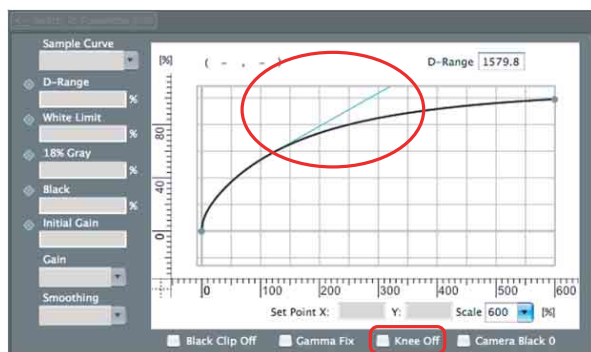 Sample Curve
[%]
( - , - )
D-Range 1579.8
D-Range
%
White Limit
%
18% Gray
%
Black
%
Initial Gain
Gain
Smoothing
80
40
0
0 100 200 300 400 500 600
Set Point X: Y: Scale 600 [%]
Black Clip Off Gamma Fix Knee Off Camera Black 0